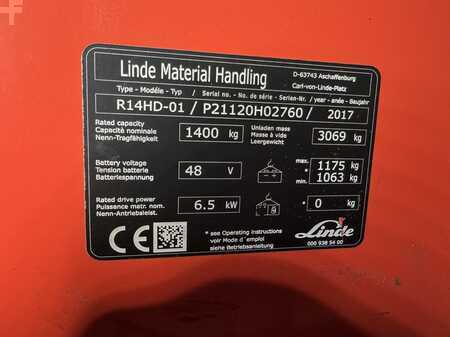 Linde Material Handling
D-63743 Aschaffenburg
Carl-von-Linde-Platz
Type - Modéle - Typ / Serial no. - No. de série - Serien-Nr. / year - anée - Baujahr
R14HD-01 / P21120H02760 / 2017
Rated capacity
Capacité nominale
Nenn-Tragfähigkeit
1400 kg
Unladen mass
Masse à vide
Leergewicht
3069 kg
Battery voltage
Tension batterie
Batteriespannung
48 V
max. * 1175 kg
min. * 1063 kg
Rated drive power
Puissance matr. nom.
Nenn-Antriebsleist.
6.5 kW
* 0 kg
CE
* see Operating instructions
voir Mode d'emploi
siehe Betriebsanleitung
Linde
000 938 54 00